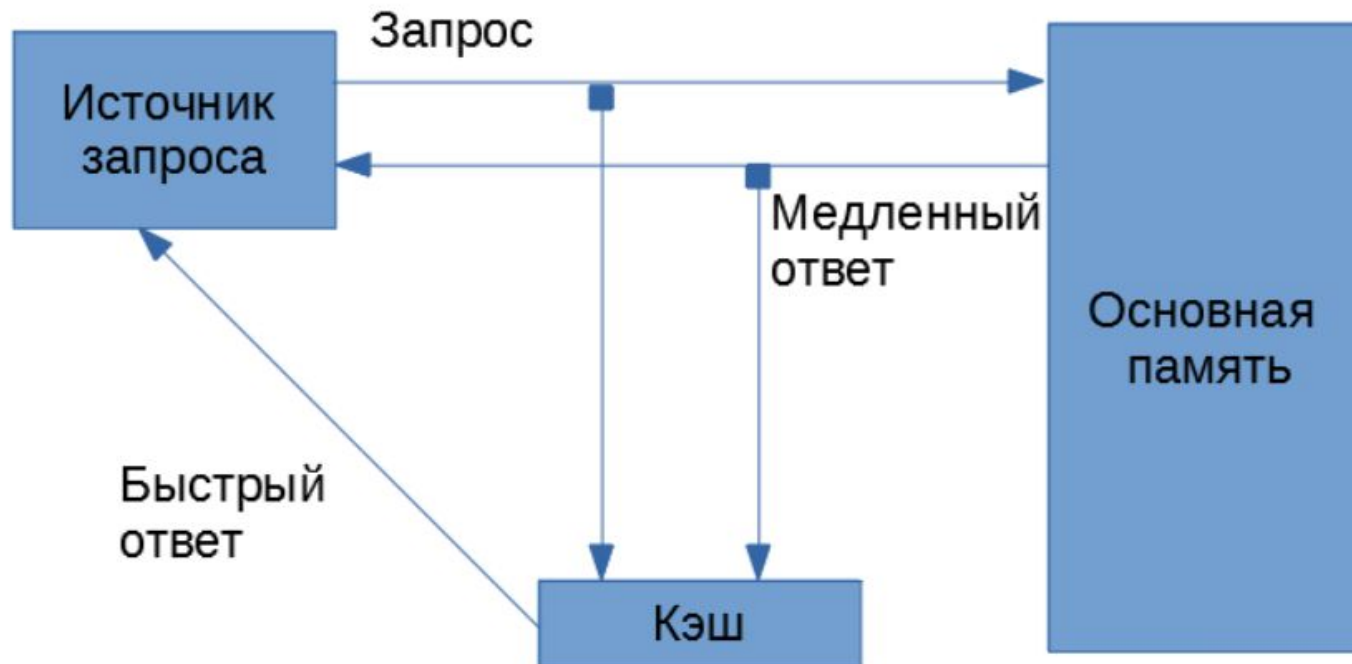 Запрос
Источник
запроса
Медленный
ответ
Основная
память
Быстрый
ответ
Кэш